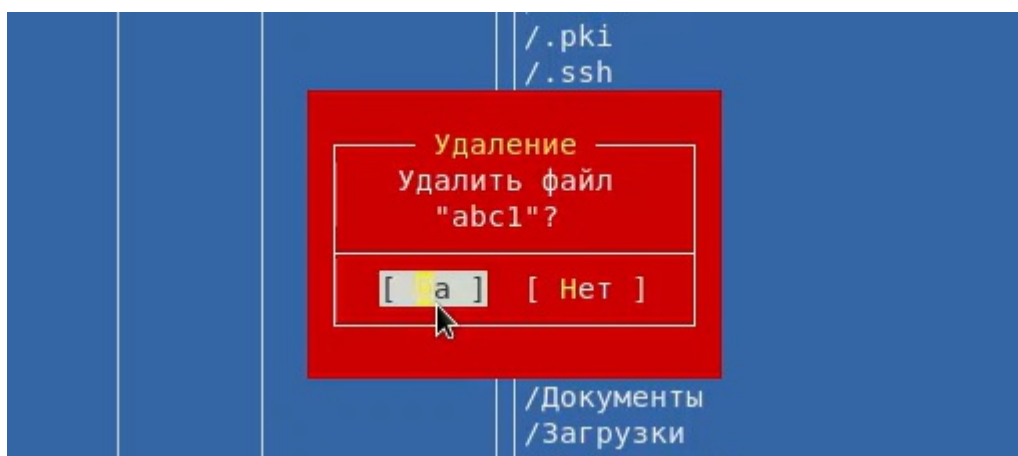 /.pki
/.ssh
Удаление
Удалить файл
"abc1"?
[ Да ] [ Нет ]
/Документы
/Загрузки